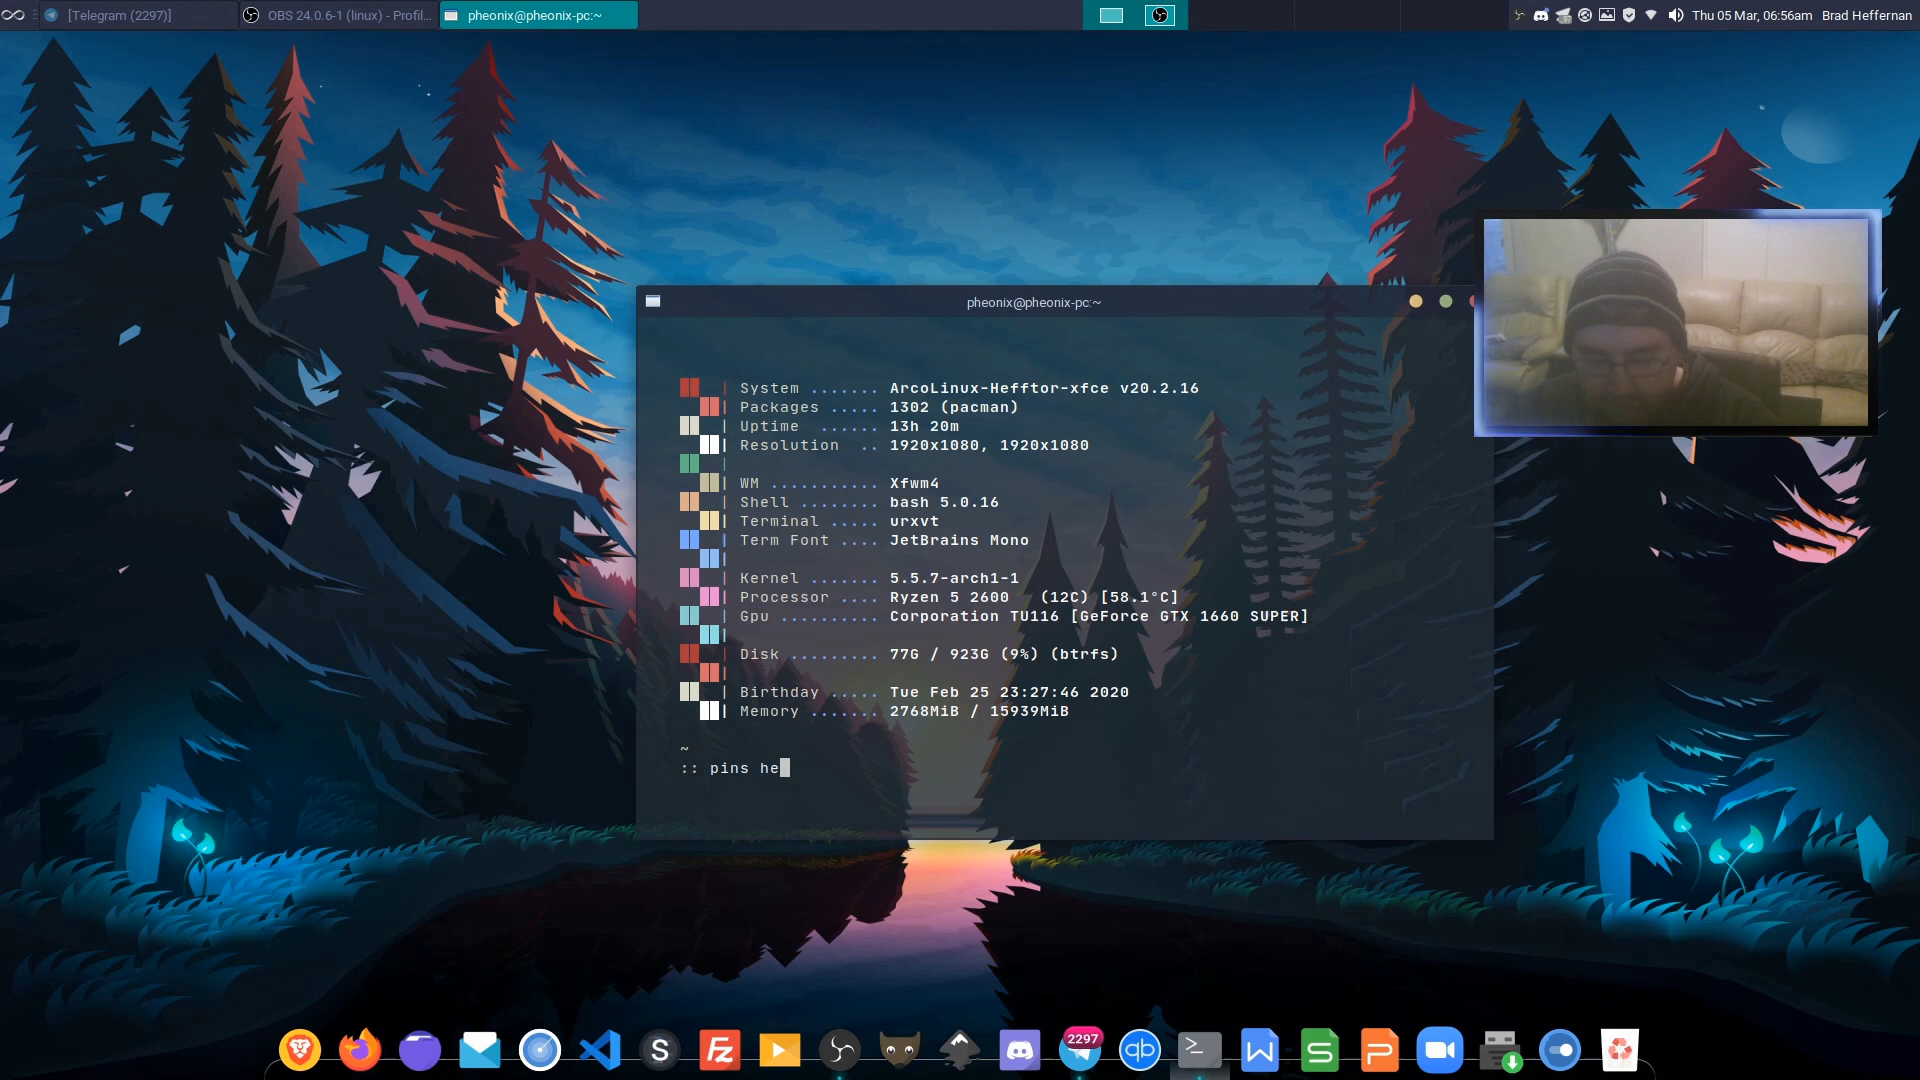 [Telegram (2297)]
OBS 24.0.6-1 (linux) - Profil...
pheonix@pheonix-pc:~
Thu 05 Mar, 06:56am
Brad Heffernan
pheonix@pheonix-pc:~
System ....... ArcoLinux-Hefftor-xfce v20.2.16
Packages ..... 1302 (pacman)
Uptime ...... 13h 20m
Resolution .. 1920x1080, 1920x1080
WM ........... Xfwm4
Shell ........ bash 5.0.16
Terminal ..... urxvt
Term Font .... JetBrains Mono
Kernel ....... 5.5.7-arch1-1
Processor .... Ryzen 5 2600 (12C) [58.1°C]
Gpu .......... Corporation TU116 [GeForce GTX 1660 SUPER]
Disk ......... 77G / 923G (9%) (btrfs)
Birthday ..... Tue Feb 25 23:27:46 2020
Memory ....... 2768MiB / 15939MiB
~
:: pins he
S
Fz
2297
qb
>_
W
S
P